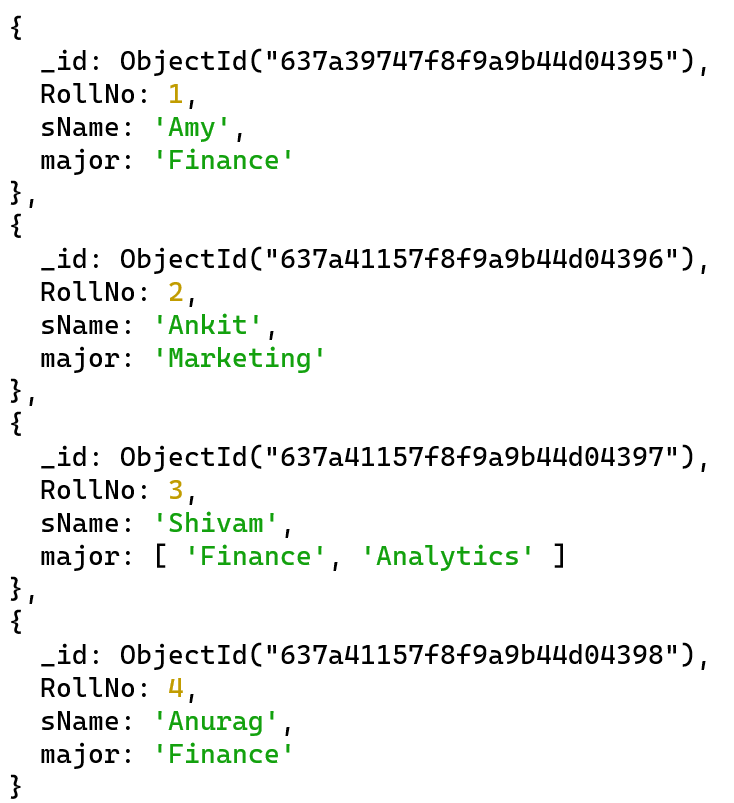 {
  _id: ObjectId("637a39747f8f9a9b44d04395"),
  RollNo: 1,
  sName: 'Amy',
  major: 'Finance'
},
{
  _id: ObjectId("637a41157f8f9a9b44d04396"),
  RollNo: 2,
  sName: 'Ankit',
  major: 'Marketing'
},
{
  _id: ObjectId("637a41157f8f9a9b44d04397"),
  RollNo: 3,
  sName: 'Shivam',
  major: [ 'Finance', 'Analytics' ]
},
{
  _id: ObjectId("637a41157f8f9a9b44d04398"),
  RollNo: 4,
  sName: 'Anurag',
  major: 'Finance'
}